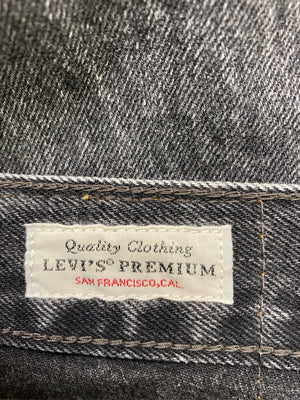 Quality Clothing
LEVI'S® PREMIUM
SAN FRANCISCO, CAL.